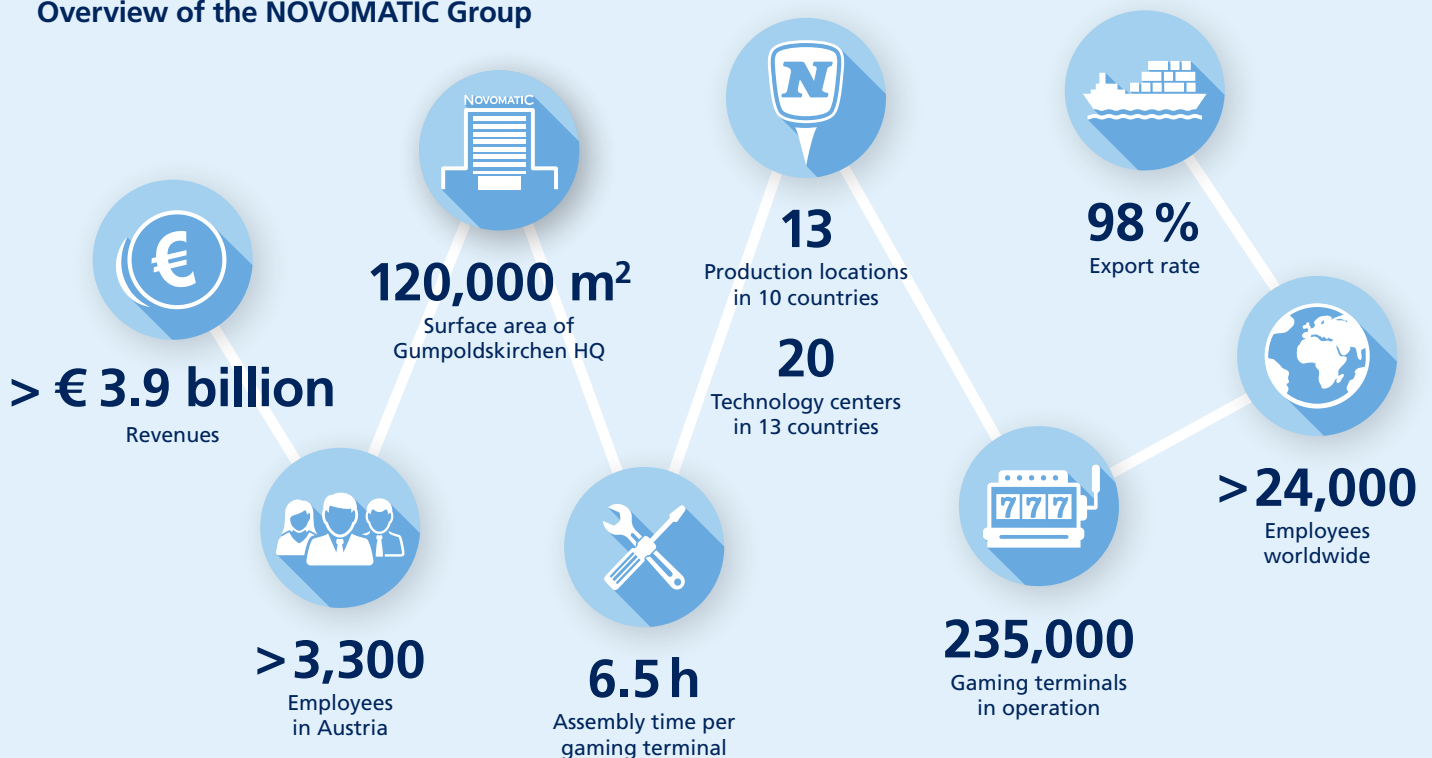 Overview of the NOVOMATIC Group
€
> € 3.9 billion
Revenues
>3,300
Employees
in Austria
NOVOMATIC
120,000 m²
Surface area of
Gumpoldskirchen HQ
6.5 h
Assembly time per
gaming terminal
N
13
Production locations
in 10 countries
20
Technology centers
in 13 countries
777
235,000
Gaming terminals
in operation
98 %
Export rate
>24,000
Employees
worldwide